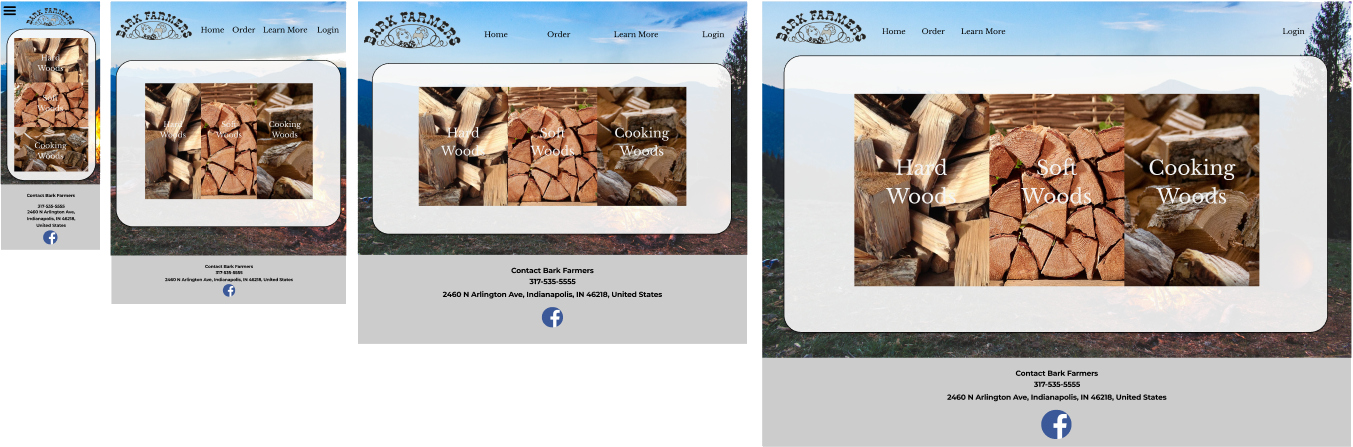 BARK FARMERS
Hard
Woods
Soft
Woods
Cooking
Woods
Contact Bark Farmers
317-535-5555
2460 N Arlington Ave,
Indianapolis, IN 46218,
United States
BARK FARMERS
Home Order Learn More Login
Hard
Woods
Soft
Woods
Cooking
Woods
Contact Bark Farmers
317-535-5555
2460 N Arlington Ave, Indianapolis, IN 46218, United States
BARK FARMERS
Home Order Learn More Login
Hard
Woods
Soft
Woods
Cooking
Woods
Contact Bark Farmers
317-535-5555
2460 N Arlington Ave, Indianapolis, IN 46218, United States
BARK FARMERS
Home Order Learn More Login
Hard
Woods
Soft
Woods
Cooking
Woods
Contact Bark Farmers
317-535-5555
2460 N Arlington Ave, Indianapolis, IN 46218, United States